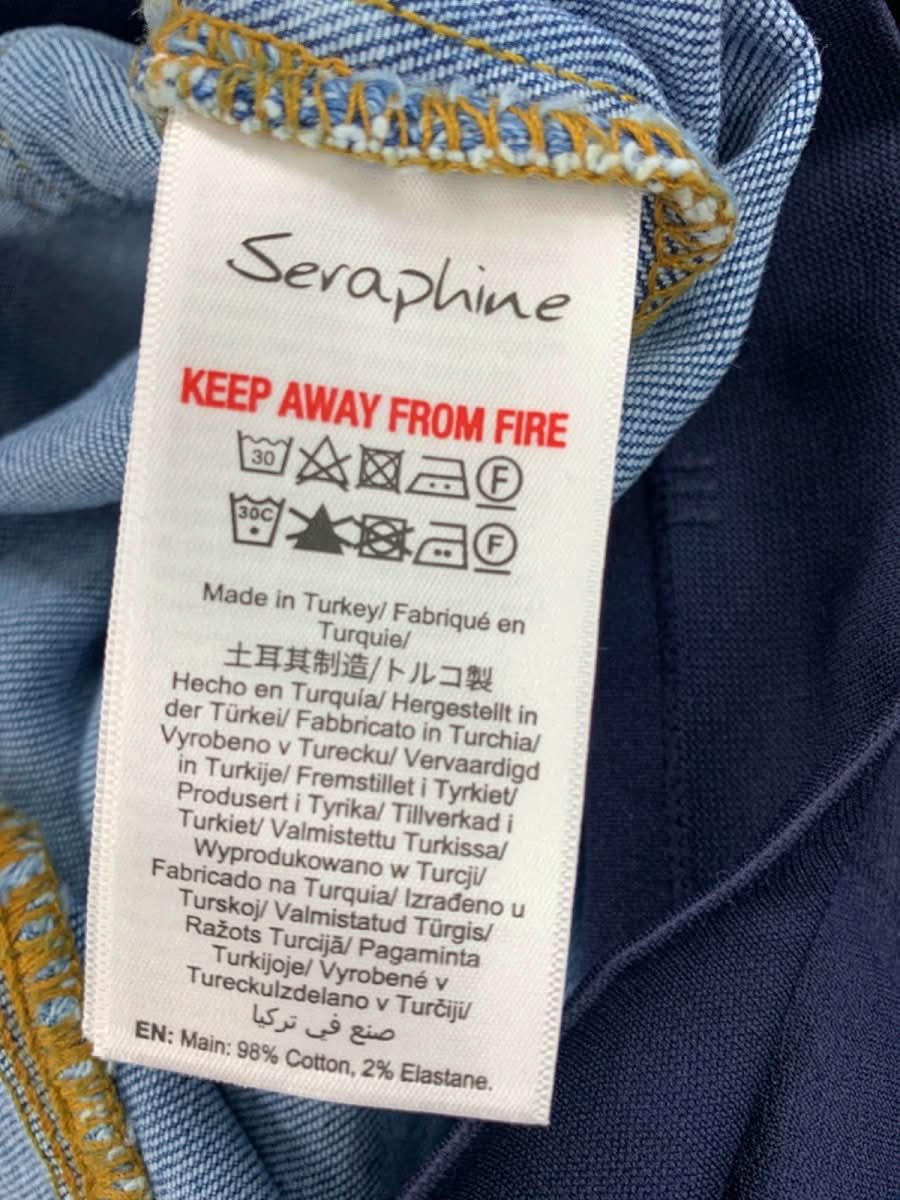 Seraphine
KEEP AWAY FROM FIRE
30 F
30C F
Made in Turkey/ Fabriqué en
Turquie/
土耳其制造/トルコ製
Hecho en Turquía/ Hergestellt in
der Türkei/ Fabbricato in Turchia/
Vyrobeno v Turecku/ Vervaardigd
in Turkije/ Fremstillet i Tyrkiet/
Produsert i Tyrika/ Tillverkad i
Turkiet/ Valmistettu Turkissa/
Wyprodukowano w Turcji/
Fabricado na Turquia/ Izrađeno u
Turskoj/ Valmistatud Türgis/
Ražots Turcijā/ Pagaminta
Turkijoje/ Vyrobené v
Tureckulzdelano v Turčiji/
صنع في تركيا
EN: Main: 98% Cotton, 2% Elastane.